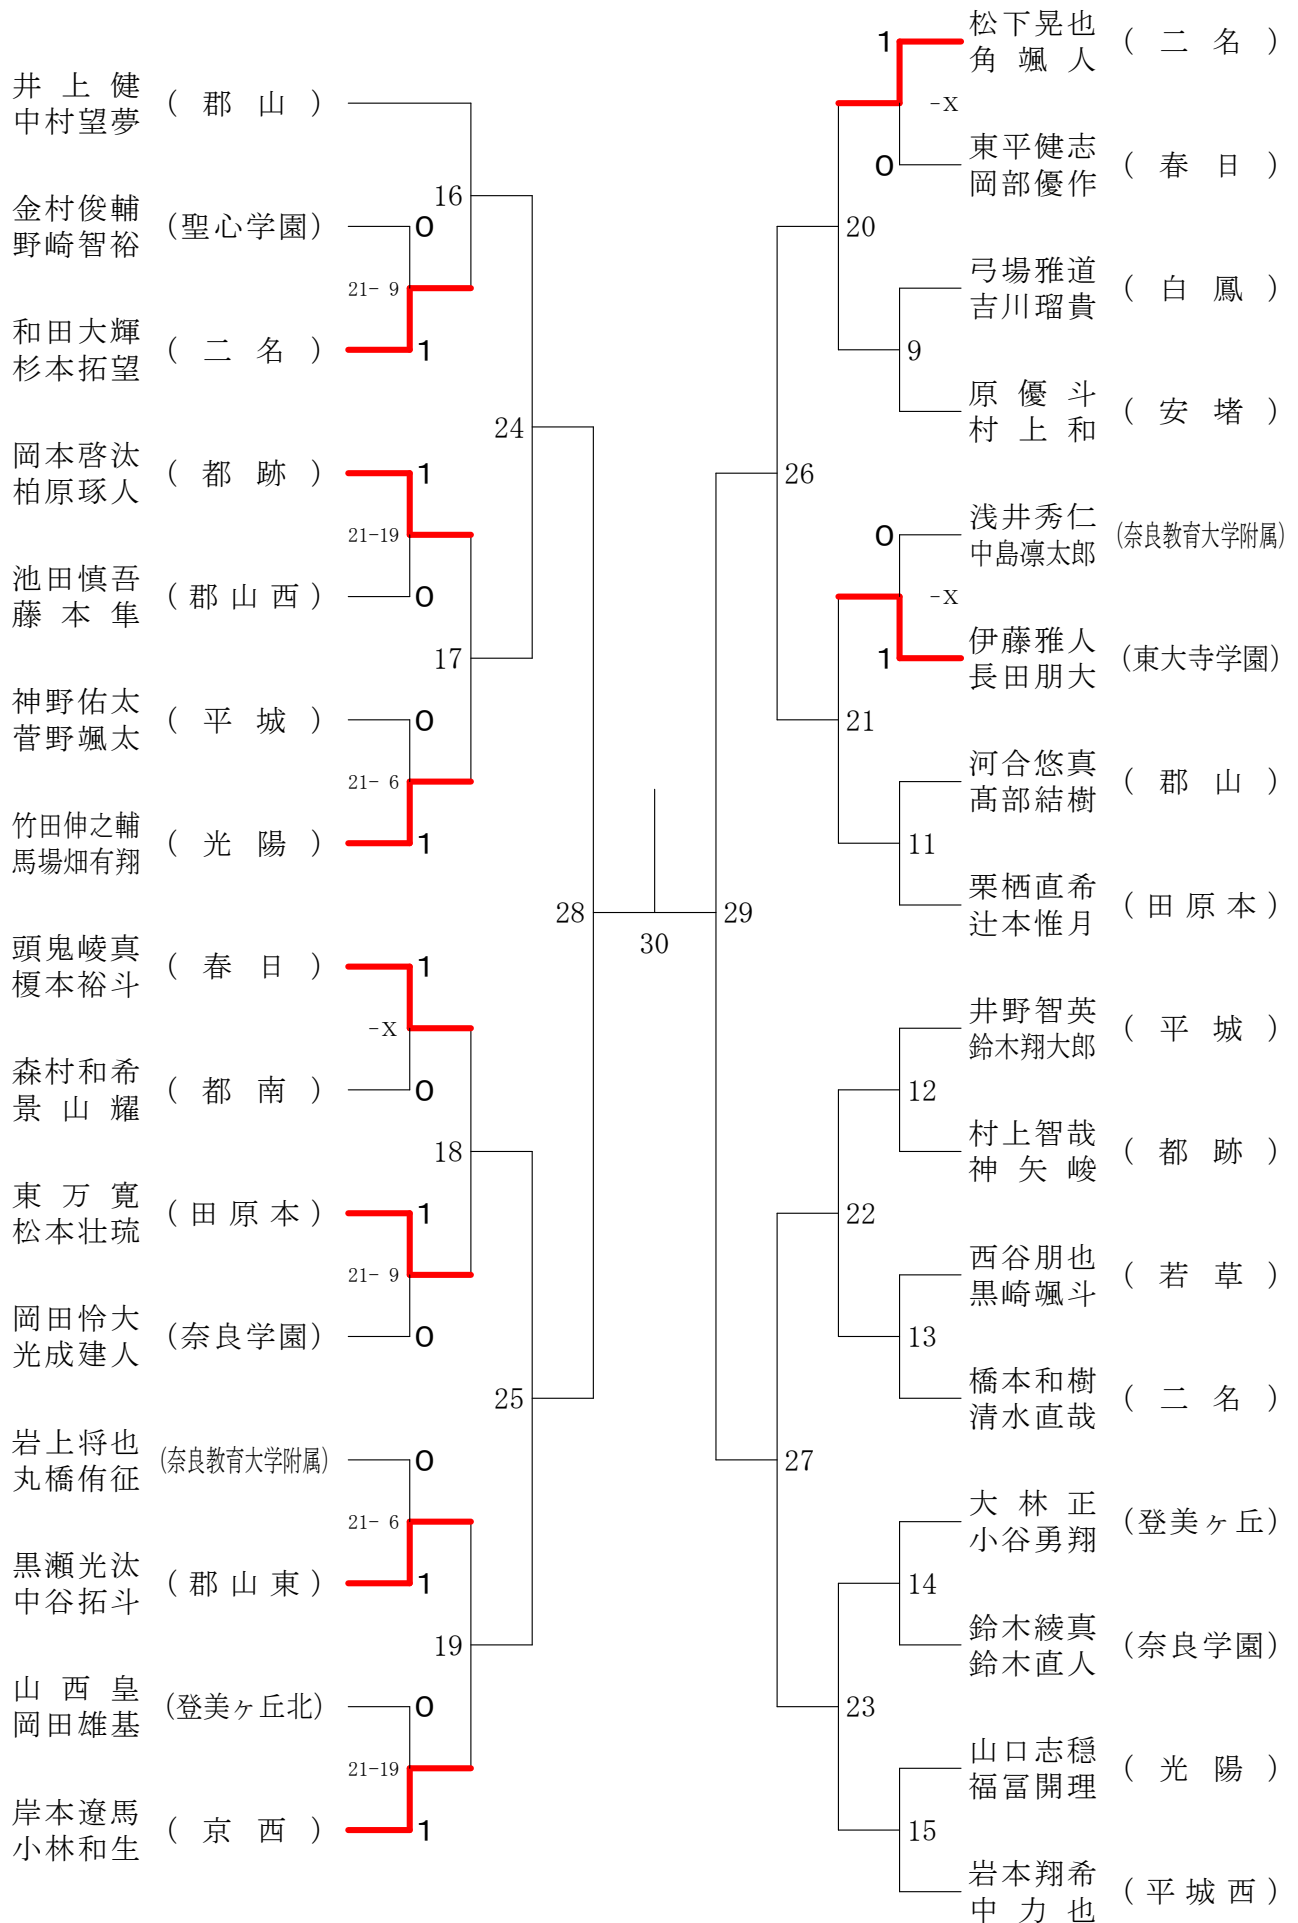 井上健
中村望夢
(郡山)
16
金村俊輔
野崎智裕
(聖心学園)
0
21- 9
和田大輝
杉本拓望
(二名)
1
24
岡本啓汰
柏原琢人
(都跡)
1
21-19
池田慎吾
藤本隼
(郡山西)
0
17
神野佑太
菅野颯太
(平城)
0
21- 6
竹田伸之輔
馬場畑有翔
(光陽)
1
28
頭鬼崚真
榎本裕斗
(春日)
1
-X
森村和希
景山耀
(都南)
0
18
東万寛
松本壮琉
(田原本)
1
21- 9
岡田怜大
光成建人
(奈良学園)
0
25
岩上将也
丸橋侑征
(奈良教育大学附属)
0
21- 6
黒瀬光汰
中谷拓斗
(郡山東)
1
19
山西皇
岡田雄基
(登美ヶ丘北)
0
21-19
岸本遼馬
小林和生
(京西)
1
30
1
松下晃也
角颯人
(二名)
-X
0
東平健志
岡部優作
(春日)
20
弓場雅道
吉川瑠貴
(白鳳)
9
原優斗
村上和
(安堵)
26
0
浅井秀仁
中島凛太郎
(奈良教育大学附属)
-X
1
伊藤雅人
長田朋大
(東大寺学園)
21
河合悠真
髙部結樹
(郡山)
11
栗栖直希
辻本惟月
(田原本)
29
井野智英
鈴木翔大郎
(平城)
12
村上智哉
神矢峻
(都跡)
22
西谷朋也
黒崎颯斗
(若草)
13
橋本和樹
清水直哉
(二名)
27
大林正
小谷勇翔
(登美ヶ丘)
14
鈴木綾真
鈴木直人
(奈良学園)
23
山口志穏
福冨開理
(光陽)
15
岩本翔希
中力也
(平城西)